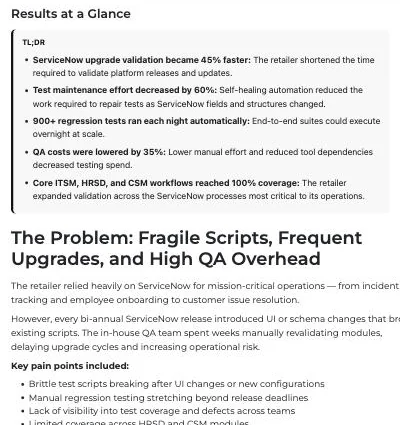 Results at a Glance
TL;DR
• ServiceNow upgrade validation became 45% faster: The retailer shortened the time
required to validate platform releases and updates.
• Test maintenance effort decreased by 60%: Self-healing automation reduced the
work required to repair tests as ServiceNow fields and structures changed.
• 900+ regression tests ran each night automatically: End-to-end suites could execute
overnight at scale.
• QA costs were lowered by 35%: Lower manual effort and reduced tool dependencies
decreased testing spend.
• Core ITSM, HRSD, and CSM workflows reached 100% coverage: The retailer
expanded validation across the ServiceNow processes most critical to its operations.
The Problem: Fragile Scripts, Frequent
Upgrades, and High QA Overhead
The retailer relied heavily on ServiceNow for mission-critical operations — from incident
tracking and employee onboarding to customer issue resolution.
However, every bi-annual ServiceNow release introduced UI or schema changes that
existing scripts. The in-house QA team spent weeks manually revalidating modules,
delaying upgrade cycles and increasing operational risk.
Key pain points included:
• Brittle test scripts breaking after UI changes or new configurations
• Manual regression testing stretching beyond release deadlines
• Lack of visibility into test coverage and defects across teams
• Limited coverage across HRSD and CSM modules